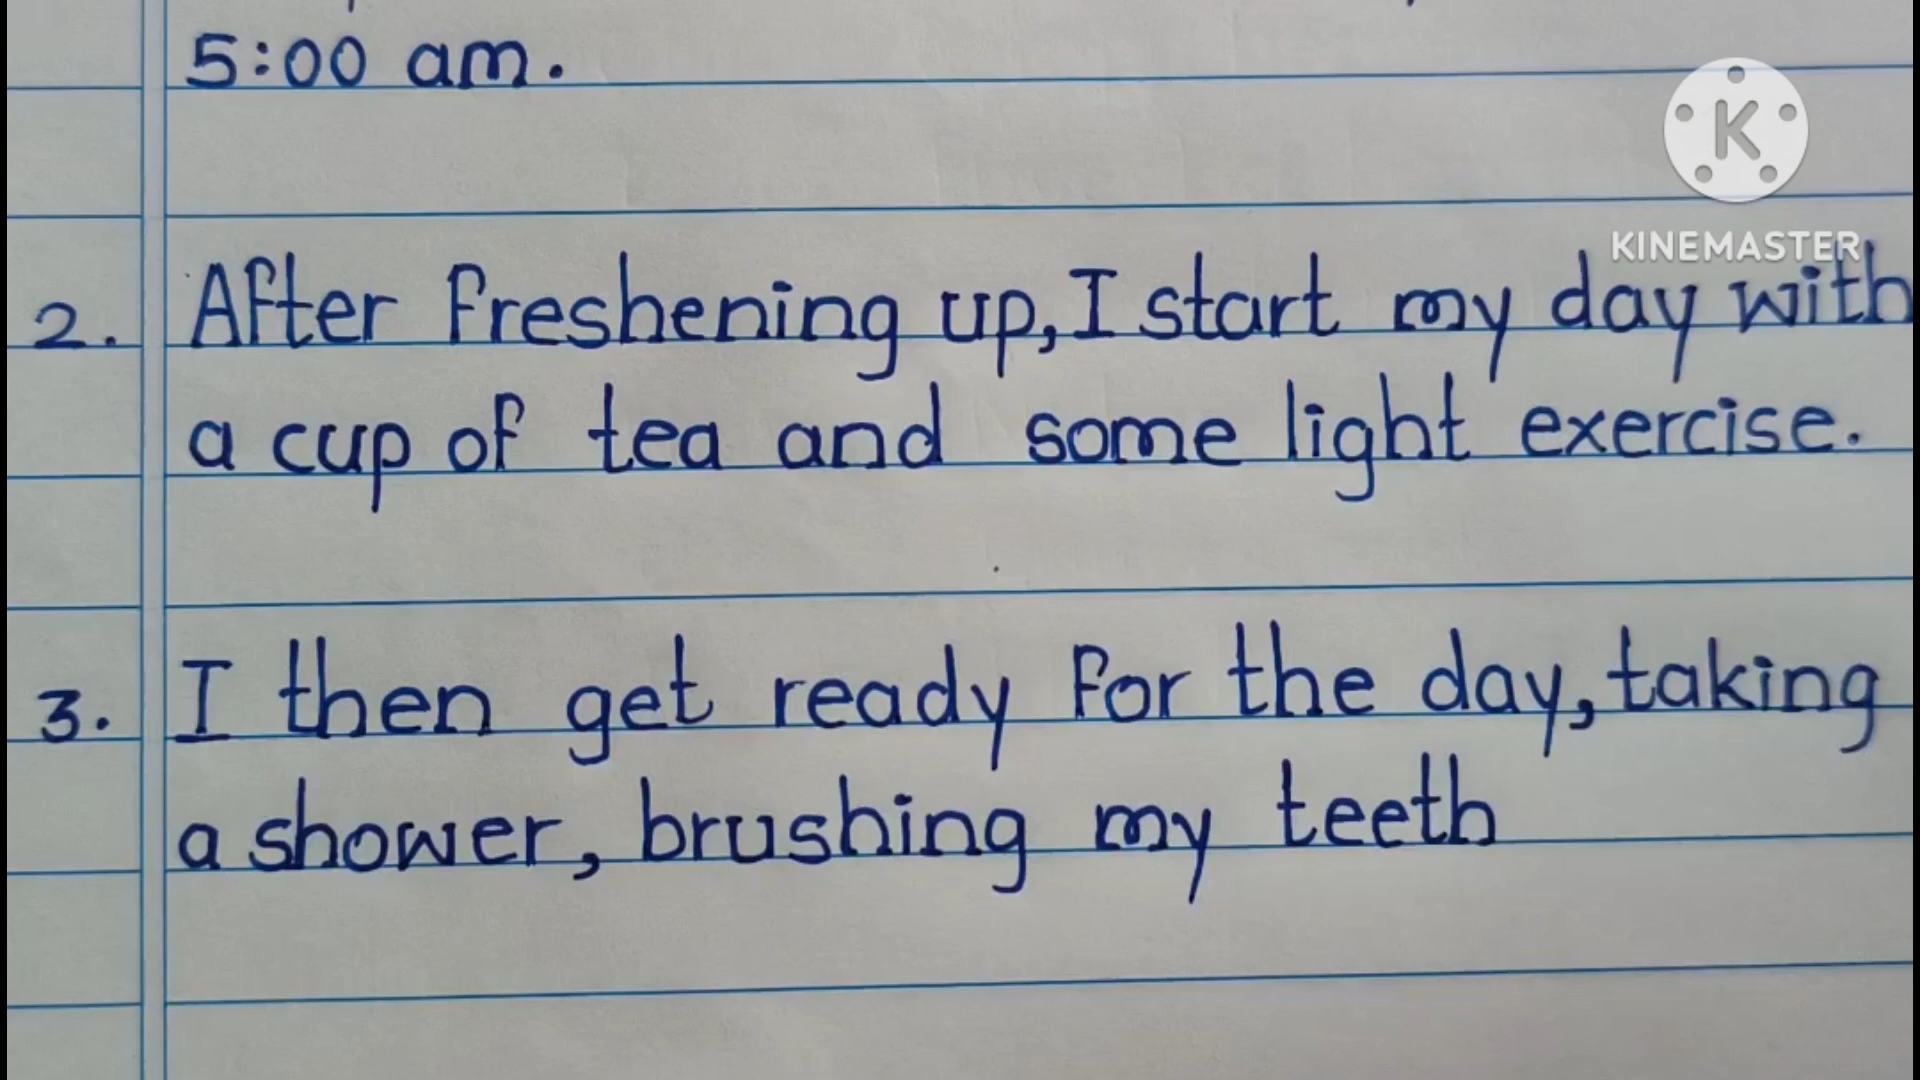 5:00 am.
K
KINEMASTER
2. After freshening up, I start my day with
a cup of tea and some light exercise.
3. I then get ready for the day, taking
a shower, brushing my teeth